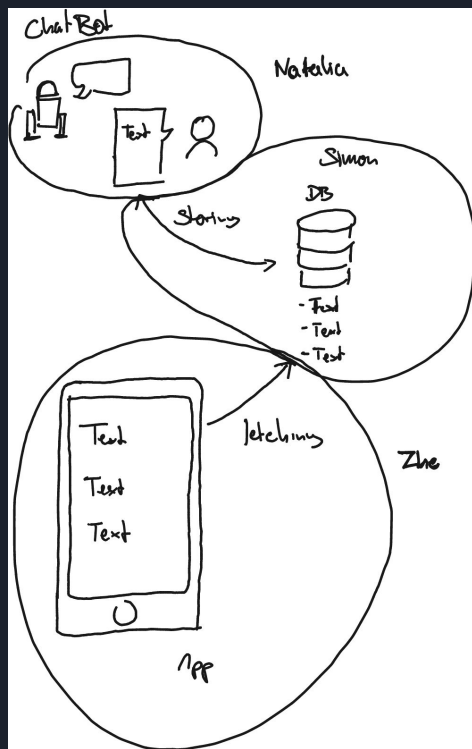 ChatBot
Natalia
Text
Simon
DB
Storing
- Text
- Text
- Text
fetching
Zhe
Text
Text
Text
App